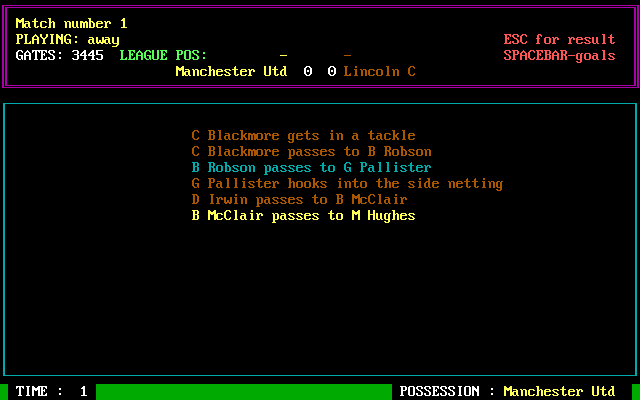 Match number 1
PLAYING: away
ESC for result
GATES: 3445 LEAGUE POS: - -
SPACEBAR-goals
Manchester Utd 0 0 Lincoln C
C Blackmore gets in a tackle
C Blackmore passes to B Robson
B Robson passes to G Pallister
G Pallister hooks into the side netting
D Irwin passes to B McClair
B McClair passes to M Hughes
TIME : 1 POSSESSION : Manchester Utd